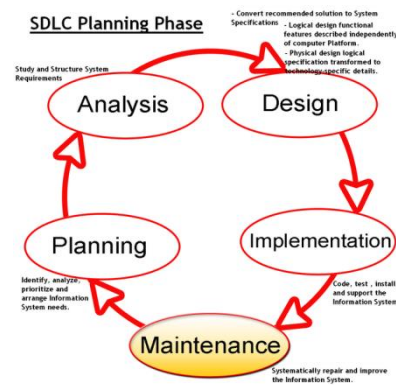 SDLC Planning Phase
- Convert recommended solution to System
Specifications
- Logical design functional
features described independently
of computer Platform.
- Physical design logical
specification transformed to
technology-specific details.
Study and Structure System
Requirements
Analysis
Design
Planning
Implementation
Identify, analyze,
prioritize and
arrange Information
System needs.
Code, test , install
and support the
Information System
Maintenance
Systematically repair and improve
the Information System.